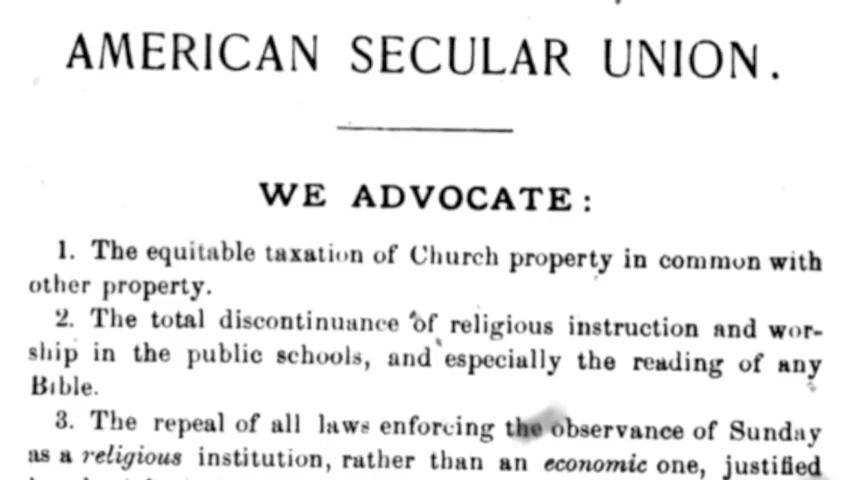 AMERICAN SECULAR UNION.
WE ADVOCATE:
1. The equitable taxation of Church property in common with
other property.
2. The total discontinuance of religious instruction and wor-
ship in the public schools, and especially the reading of any
Bible.
3. The repeal of all laws enforcing the observance of Sunday
as a religious institution, rather than an economic one, justified